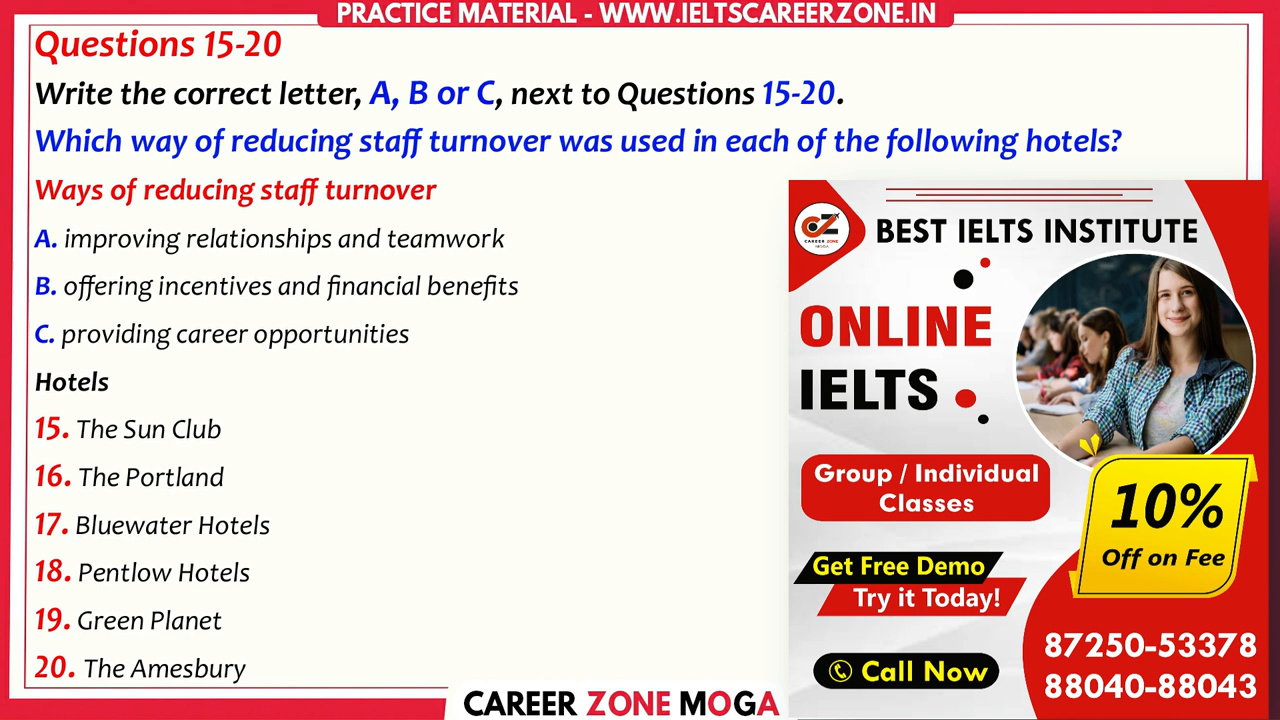 PRACTICE MATERIAL - WWW.IELTSCAREERZONE.IN
Questions 15-20
Write the correct letter, A, B or C, next to Questions 15-20.
Which way of reducing staff turnover was used in each of the following hotels?
Ways of reducing staff turnover
A. improving relationships and teamwork
B. offering incentives and financial benefits
C. providing career opportunities
Hotels
15. The Sun Club
16. The Portland
17. Bluewater Hotels
18. Pentlow Hotels
19. Green Planet
20. The Amesbury
CZ
CAREER ZONE
MOGA
BEST IELTS INSTITUTE
ONLINE
IELTS
Group / Individual
Classes
10%
Off on Fee
Get Free Demo
Try it Today!
Call Now
87250-53378
88040-88043
CAREER ZONE MOGA